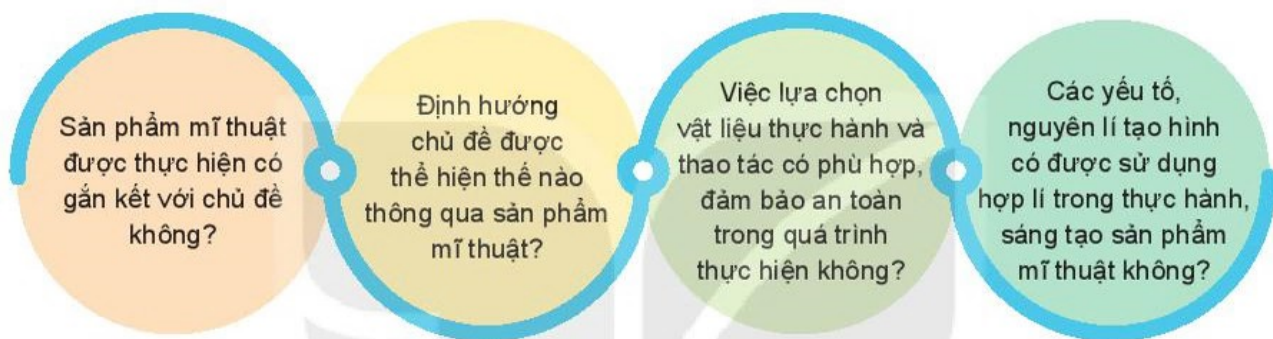 Sản phẩm mĩ thuật
được thực hiện có
gắn kết với chủ đề
không?
Định hướng
chủ đề được
thể hiện thế nào
thông qua sản phẩm
mĩ thuật?
Việc lựa chọn
vật liệu thực hành và
thao tác có phù hợp,
đảm bảo an toàn
trong quá trình
thực hiện không?
Các yếu tố,
nguyên lí tạo hình
có được sử dụng
hợp lí trong thực hành,
sáng tạo sản phẩm
mĩ thuật không?